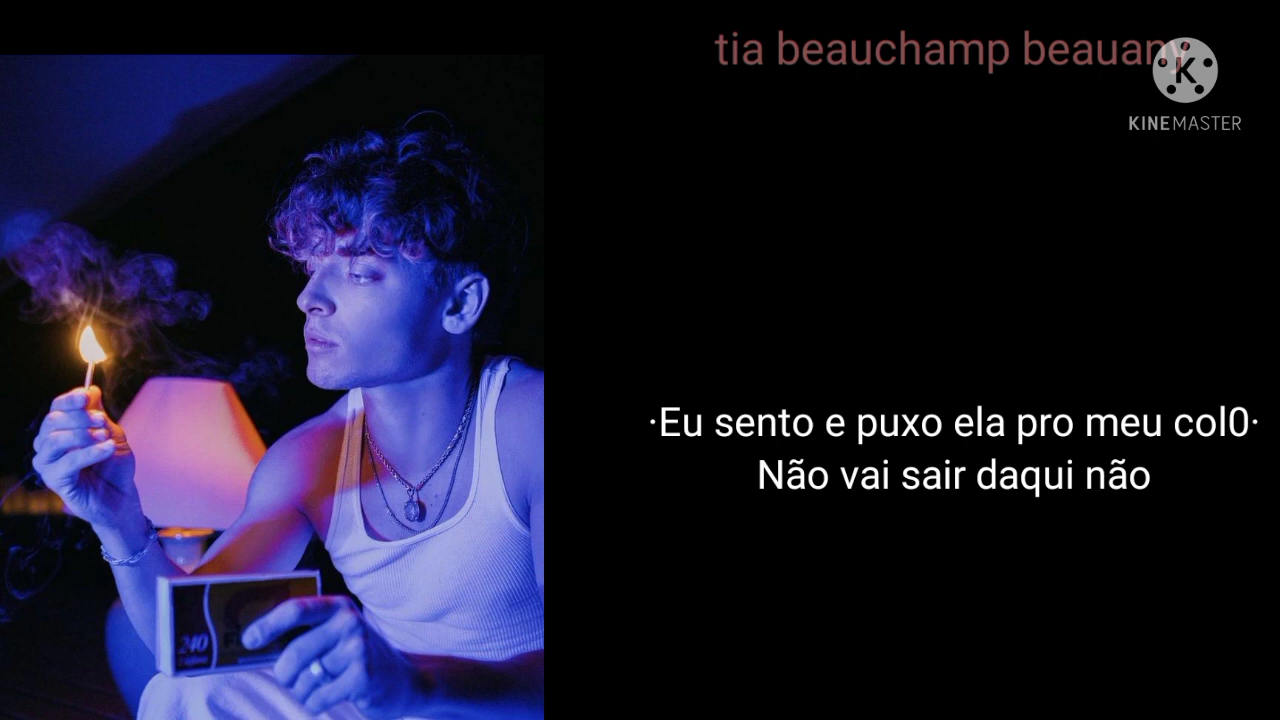 tia beauchamp beauany
KINEMASTER
·Eu sento e puxo ela pro meu col0·
Não vai sair daqui não
240